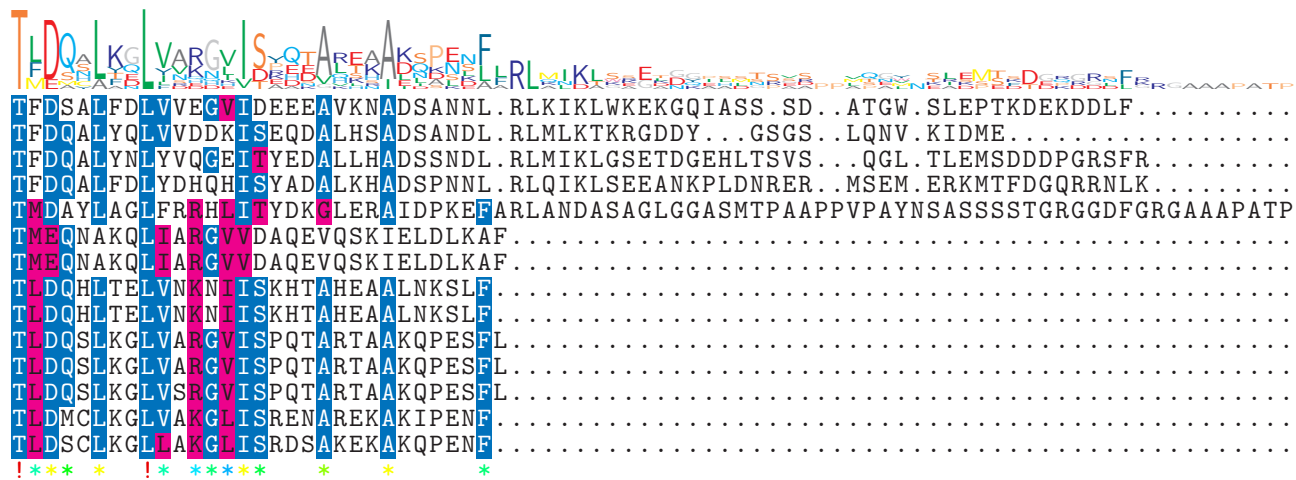 TFDSALFDLVVEGVIDEEEAVKNADSANNL.RLKIKLWKEKGQIASS.SD..ATGW.SLEPTKDEKDDLF..........
TFDQALYQLVVDDKISEQDALHSADSANDL.RLMLKTKRGDDY...GSGS..LQNV.KIDME..................
TFDQALYNLYVQGEITYEDALLHADSSNDL.RLMIKLGSETDGEHLTSVS...QGL.TLEMSDDDPGRSFR.........
TFDQALFDLYDHQHISYADALKHADSPNNL.RLQIKLSEEANKPLDNRER..MSEM.ERKMTFDGQRRNLK.........
TMDAYLAGLFRRHLITYDKGLERAIDPKEFARLANDASAGLGGASMTPAAPPVPAYNSASSSSTGRGGDFGRGAAAPATP
TMEQNAKQLIARGVVDAQEVQSKIELDLKAF.................................................
TMEQNAKQLIARGVVDAQEVQSKIELDLKAF.................................................
TLDQHLTELVNKNIISKHTAHEAALNKSLF..................................................
TLDQHLTELVNKNIISKHTAHEAALNKSLF..................................................
TLDQSLKGLVARGVISPQTARTAAKQPESFL.................................................
TLDQSLKGLVARGVISPQTARTAAKQPESFL.................................................
TLDQSLKGLVSRGVISPQTARTAAKQPESFL.................................................
TLDMCLKGLVAKGLISRENAREKAKIPENF..................................................
TLDSCLKGLLAKGLISRDSAKEKAKQPENF..................................................
!*** *  !* *****   *   *     *